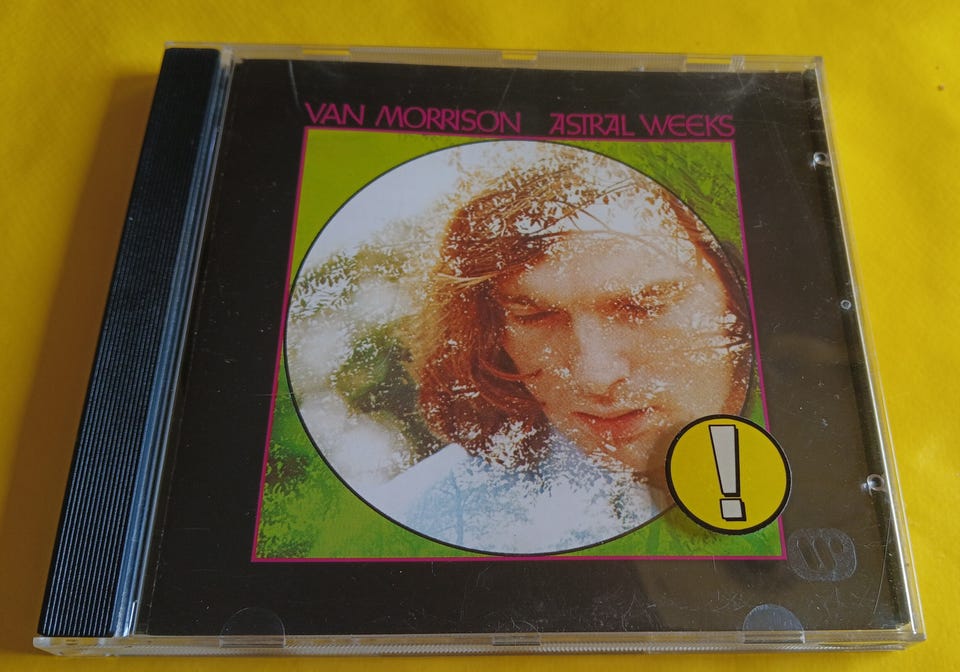 VAN MORRISON ASTRAL WEEKS
!